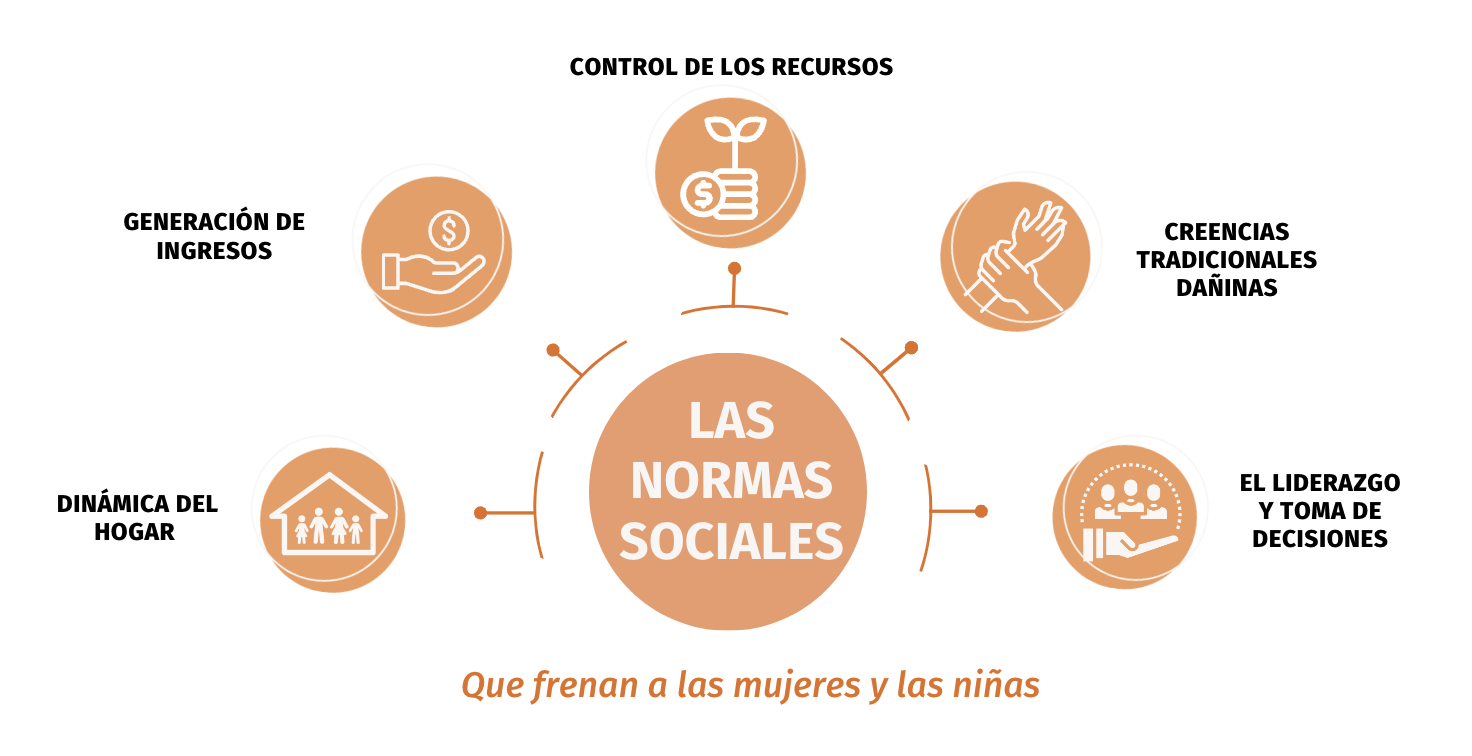 CONTROL DE LOS RECURSOS
GENERACIÓN DE
INGRESOS
CREENCIAS
TRADICIONALES
DAÑINAS
DINÁMICA DEL
HOGAR
LAS
NORMAS
SOCIALES
EL LIDERAZGO
Y TOMA DE
DECISIONES
Que frenan a las mujeres y las niñas